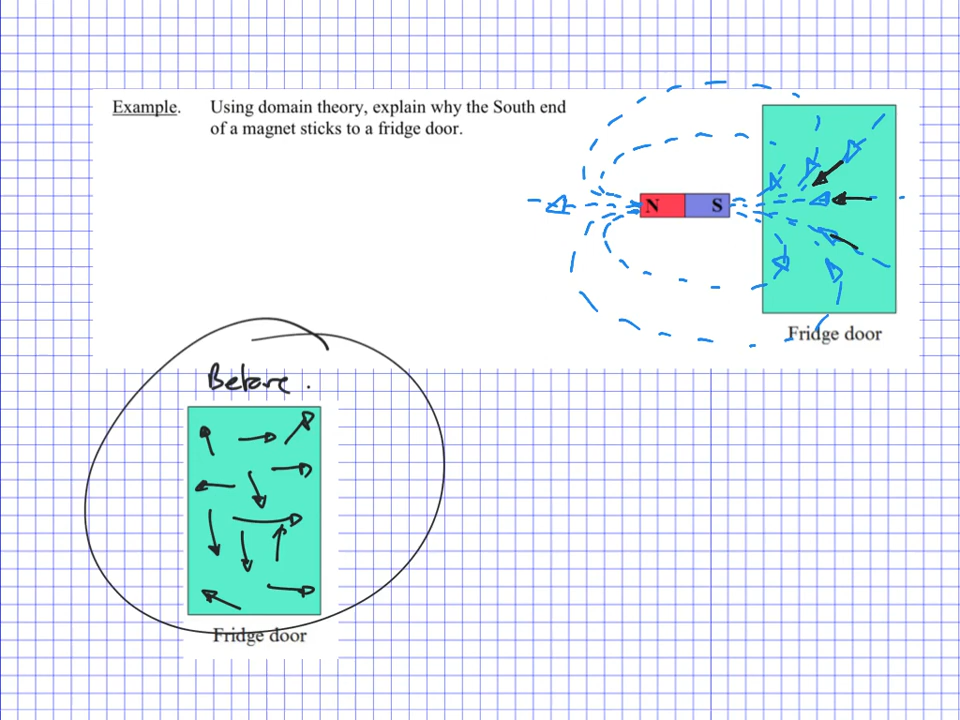 Example. Using domain theory, explain why the South end
of a magnet sticks to a fridge door.
N S
Fridge door
Before.
Fridge door